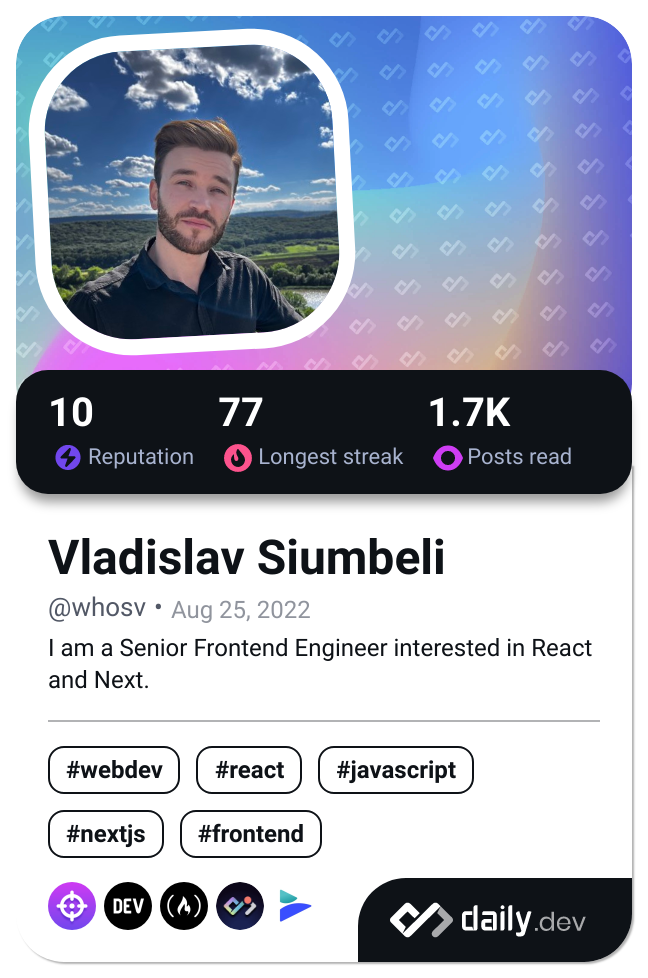 10 77 1.7K
Reputation Longest streak Posts read
Vladislav Siumbeli
@whosv • Aug 25, 2022
I am a Senior Frontend Engineer interested in React
and Next.
#webdev #react #javascript
#nextjs #frontend
DEV
daily.dev